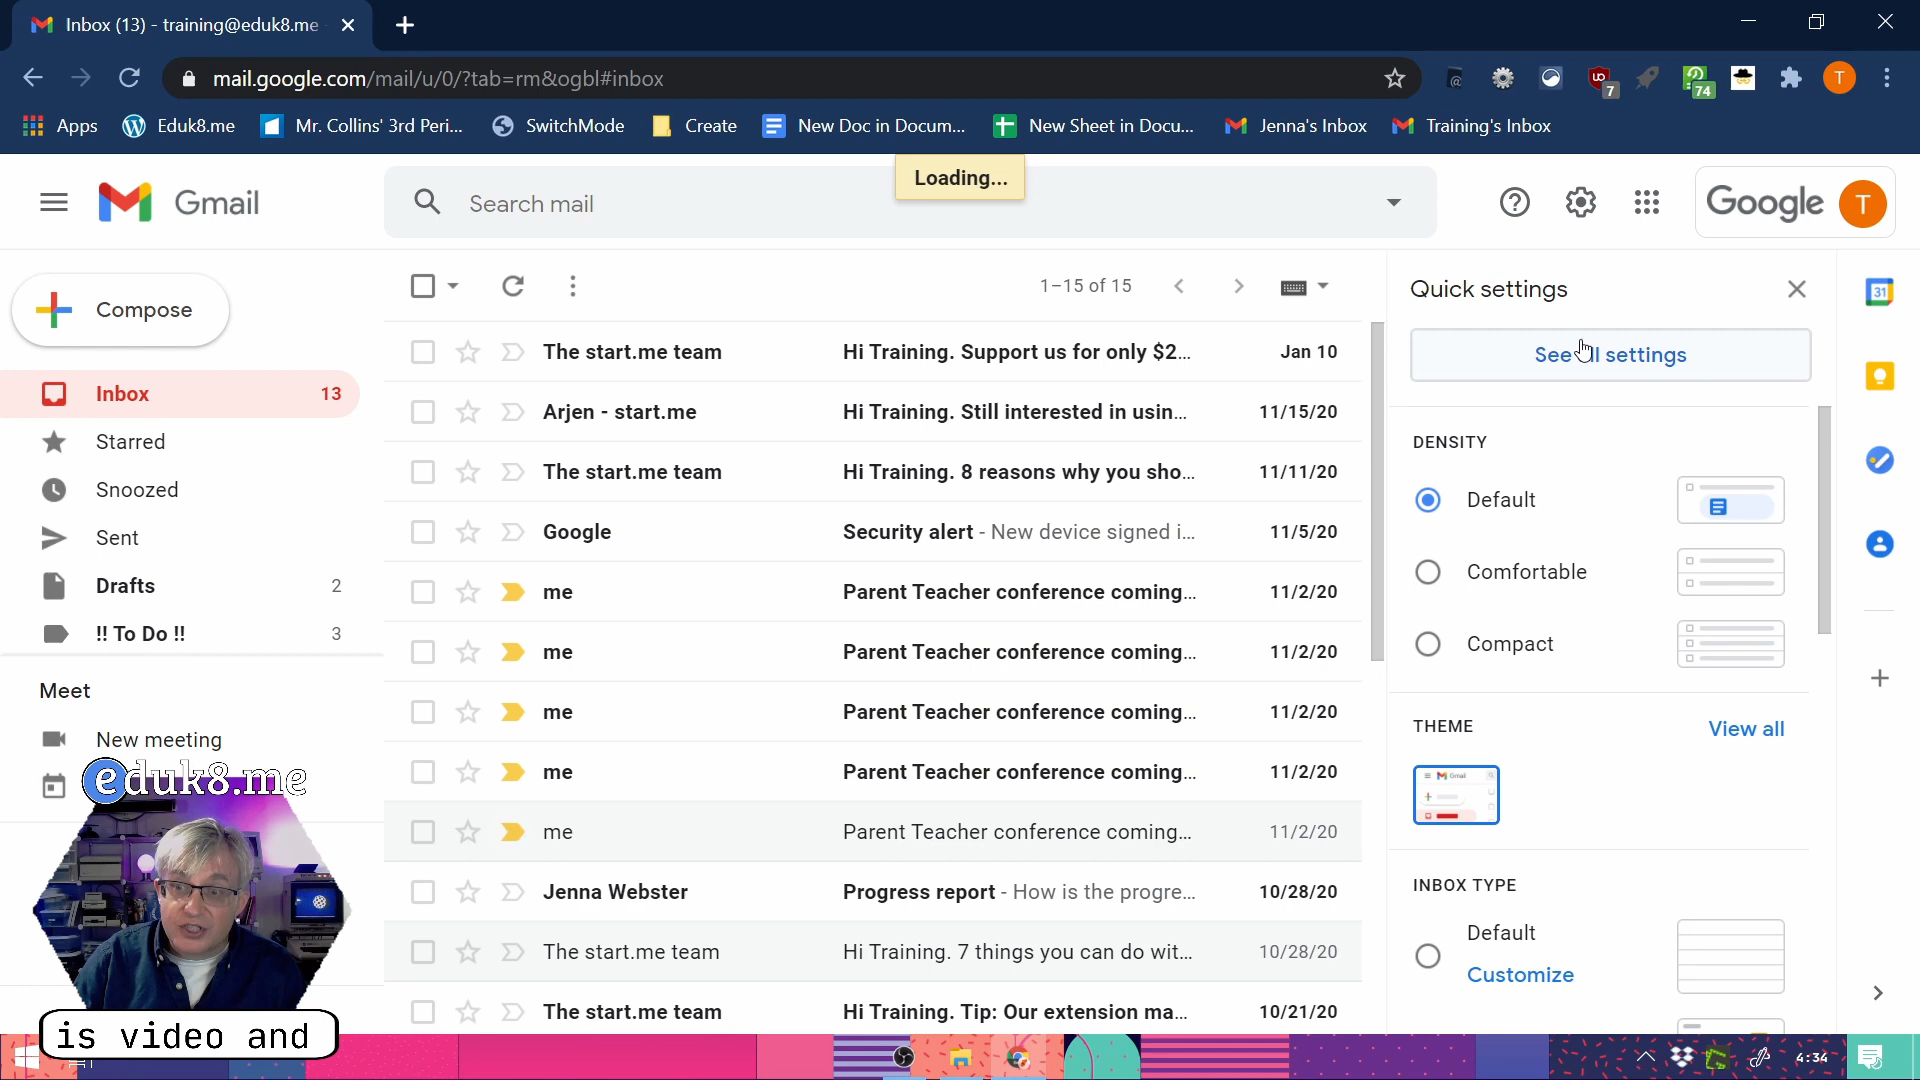 Inbox (13) - training@eduk8.me
mail.google.com/mail/u/0/?tab=rm&ogbl#inbox
@
uo
7
74
T
Apps
Eduk8.me
Mr. Collins' 3rd Peri...
SwitchMode
Create
New Doc in Docum...
New Sheet in Docu...
Jenna's Inbox
Training's Inbox
Loading...
Gmail
Search mail
Google
T
Compose
1–15 of 15
Quick settings
31
The start.me team Hi Training. Support us for only $2... Jan 10
See all settings
Inbox 13
Arjen - start.me Hi Training. Still interested in usin... 11/15/20
Starred
DENSITY
The start.me team Hi Training. 8 reasons why you sho... 11/11/20
Snoozed
Default
Google Security alert - New device signed i... 11/5/20
Sent
Comfortable
me Parent Teacher conference coming... 11/2/20
Drafts 2
!! To Do !! 3
Compact
me Parent Teacher conference coming... 11/2/20
Meet
me Parent Teacher conference coming... 11/2/20
THEME View all
New meeting
me Parent Teacher conference coming... 11/2/20
Gmail
eduk8.me
me Parent Teacher conference coming... 11/2/20
INBOX TYPE
Jenna Webster Progress report - How is the progre... 10/28/20
Default
The start.me team Hi Training. 7 things you can do wit... 10/28/20
Customize
The start.me team Hi Training. Tip: Our extension ma... 10/21/20
is video and
4:34